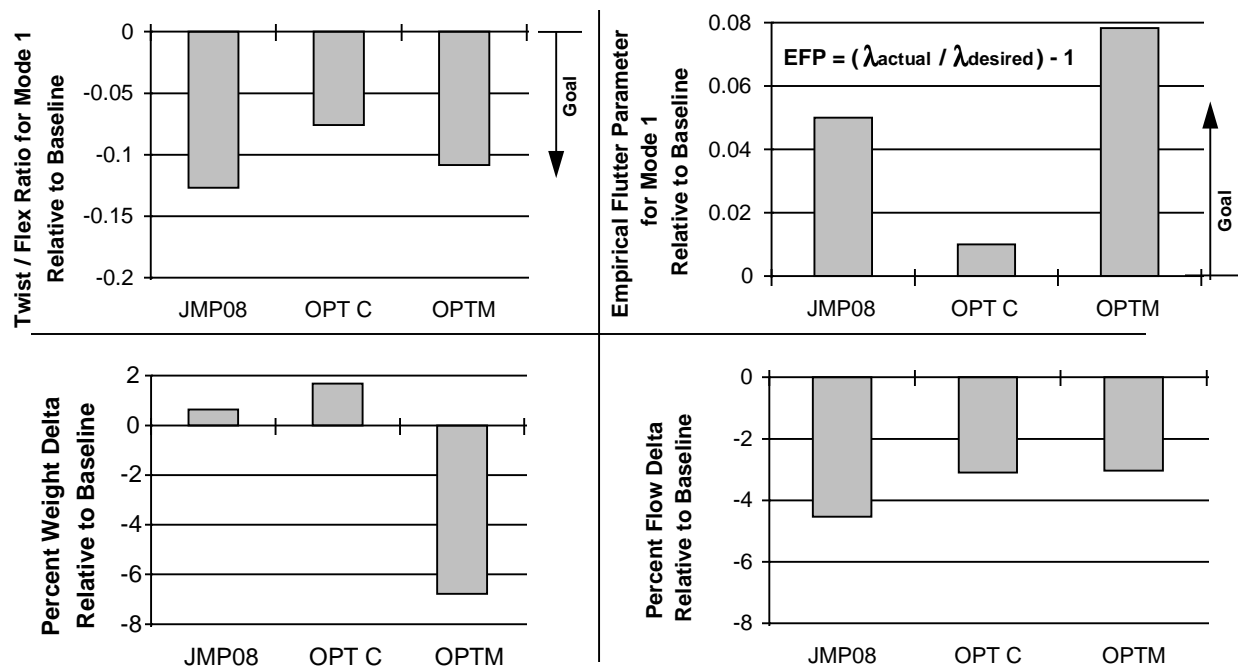 Twist / Flex Ratio for Mode 1
Relative to Baseline
0
-0.05
-0.1
-0.15
-0.2
JMP08 OPT C OPTM
Goal
Empirical Flutter Parameter
for Mode 1
Relative to Baseline
0.08
0.06
0.04
0.02
0
EFP = ( λactual / λdesired ) - 1
JMP08 OPT C OPTM
Goal
Percent Weight Delta
Relative to Baseline
2
0
-2
-4
-6
-8
JMP08 OPT C OPTM
Percent Flow Delta
Relative to Baseline
0
-2
-4
-6
-8
JMP08 OPT C OPTM